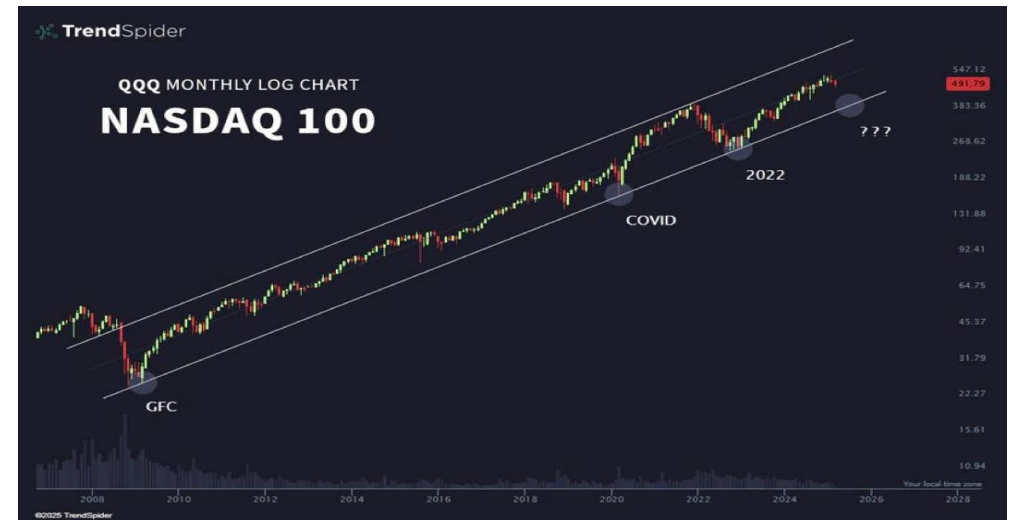 TrendSpider
QQQ MONTHLY LOG CHART
NASDAQ 100
547.12
491.79
383.36
???
268.62
2022
188.22
COVID
131.88
92.41
64.75
45.37
31.79
22.27
GFC
15.61
10.94
Your local time zone
2008 2010 2012 2014 2016 2018 2020 2022 2024 2026 2028
©2025 TrendSpider